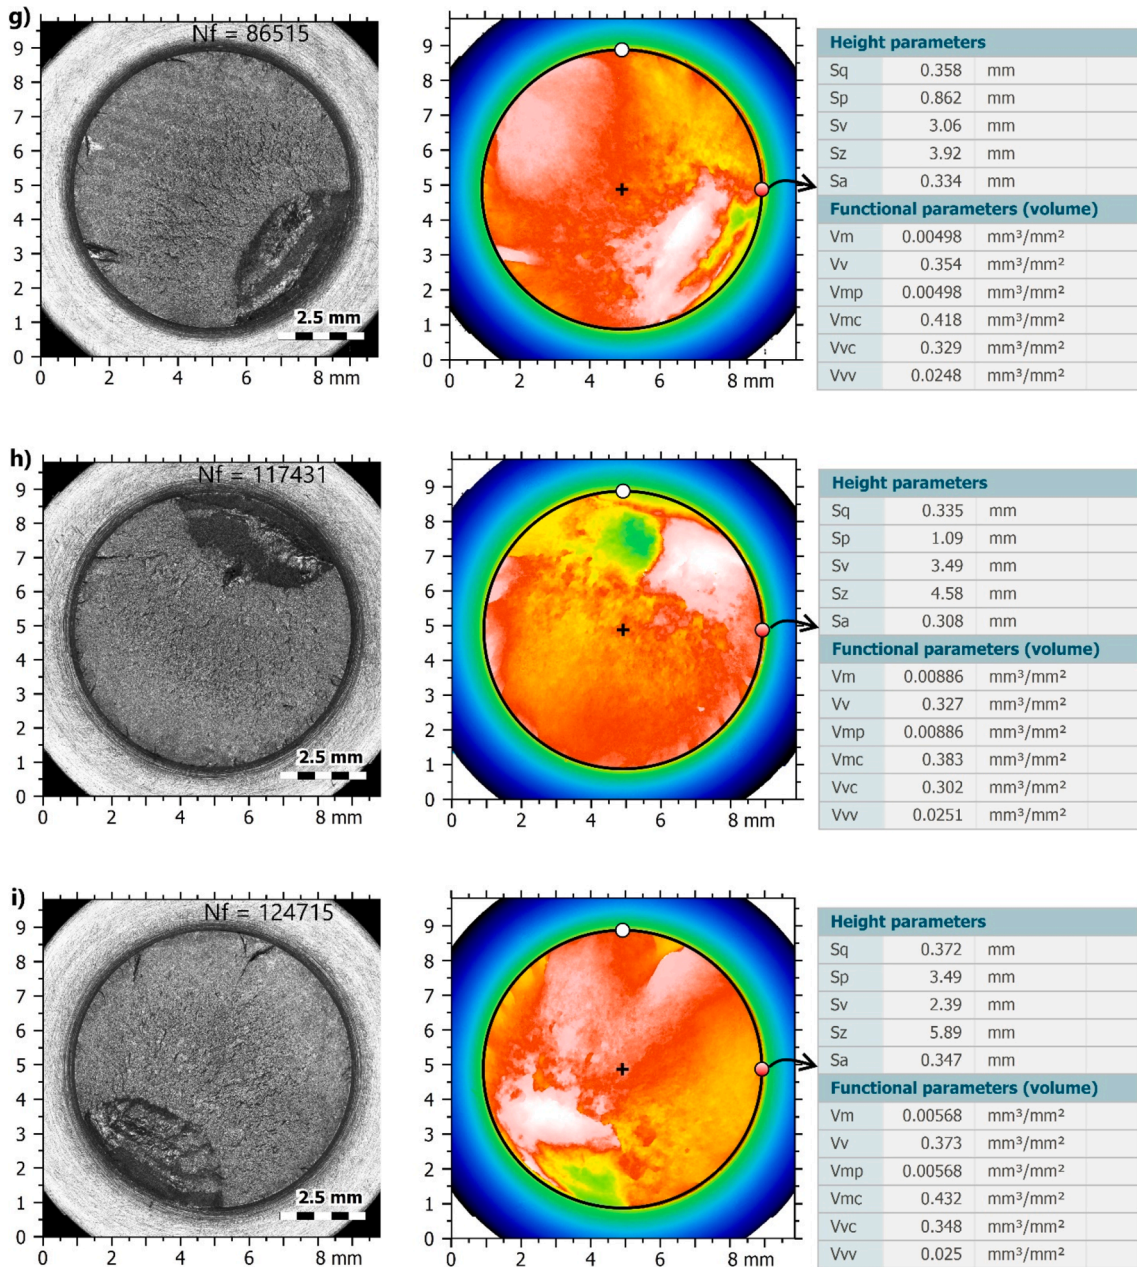 g)
Nf = 86515
9
8
7
6
5
4
3
2
1
0
2.5 mm
0 2 4 6 8 mm
9
8
7
6
5
4
3
2
1
0
0 2 4 6 8 mm
Height parameters
Sq 0.358 mm
Sp 0.862 mm
Sv 3.06 mm
Sz 3.92 mm
Sa 0.334 mm
Functional parameters (volume)
Vm 0.00498 mm³/mm²
Vv 0.354 mm³/mm²
Vmp 0.00498 mm³/mm²
Vmc 0.418 mm³/mm²
Vvc 0.329 mm³/mm²
Vvv 0.0248 mm³/mm²
h)
Nf = 117431
9
8
7
6
5
4
3
2
1
0
2.5 mm
0 2 4 6 8 mm
9
8
7
6
5
4
3
2
1
0
0 2 4 6 8 mm
Height parameters
Sq 0.335 mm
Sp 1.09 mm
Sv 3.49 mm
Sz 4.58 mm
Sa 0.308 mm
Functional parameters (volume)
Vm 0.00886 mm³/mm²
Vv 0.327 mm³/mm²
Vmp 0.00886 mm³/mm²
Vmc 0.383 mm³/mm²
Vvc 0.302 mm³/mm²
Vvv 0.0251 mm³/mm²
i)
Nf = 124715
9
8
7
6
5
4
3
2
1
0
2.5 mm
0 2 4 6 8 mm
9
8
7
6
5
4
3
2
1
0
0 2 4 6 8 mm
Height parameters
Sq 0.372 mm
Sp 3.49 mm
Sv 2.39 mm
Sz 5.89 mm
Sa 0.347 mm
Functional parameters (volume)
Vm 0.00568 mm³/mm²
Vv 0.373 mm³/mm²
Vmp 0.00568 mm³/mm²
Vmc 0.432 mm³/mm²
Vvc 0.348 mm³/mm²
Vvv 0.025 mm³/mm²